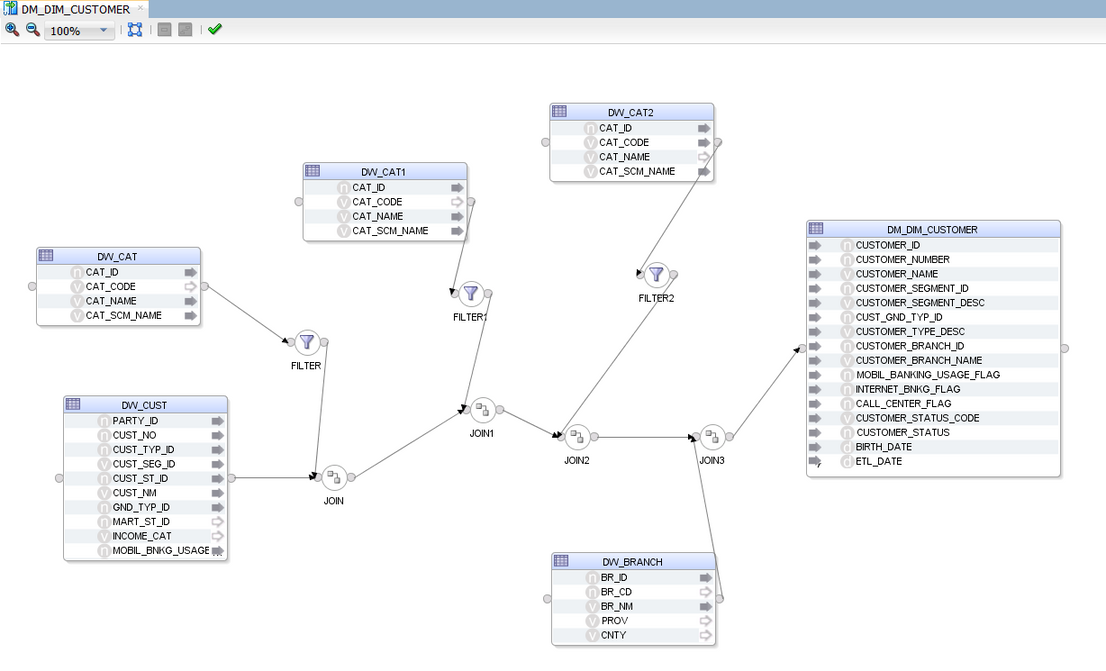 DM_DIM_CUSTOMER
100%
DW_CAT2
CAT_ID
CAT_CODE
CAT_NAME
CAT_SCM_NAME
DW_CAT1
CAT_ID
CAT_CODE
CAT_NAME
CAT_SCM_NAME
DW_CAT
CAT_ID
CAT_CODE
CAT_NAME
CAT_SCM_NAME
FILTER2
FILTER1
FILTER
DM_DIM_CUSTOMER
CUSTOMER_ID
CUSTOMER_NUMBER
CUSTOMER_NAME
CUSTOMER_SEGMENT_ID
CUSTOMER_SEGMENT_DESC
CUST_GND_TYP_ID
CUSTOMER_TYPE_DESC
CUSTOMER_BRANCH_ID
CUSTOMER_BRANCH_NAME
MOBIL_BANKING_USAGE_FLAG
INTERNET_BNKG_FLAG
CALL_CENTER_FLAG
CUSTOMER_STATUS_CODE
CUSTOMER_STATUS
BIRTH_DATE
ETL_DATE
DW_CUST
PARTY_ID
CUST_NO
CUST_TYP_ID
CUST_SEG_ID
CUST_ST_ID
CUST_NM
GND_TYP_ID
MART_ST_ID
INCOME_CAT
MOBIL_BNKG_USAGE...
JOIN
JOIN1
JOIN2
JOIN3
DW_BRANCH
BR_ID
BR_CD
BR_NM
PROV
CNTY